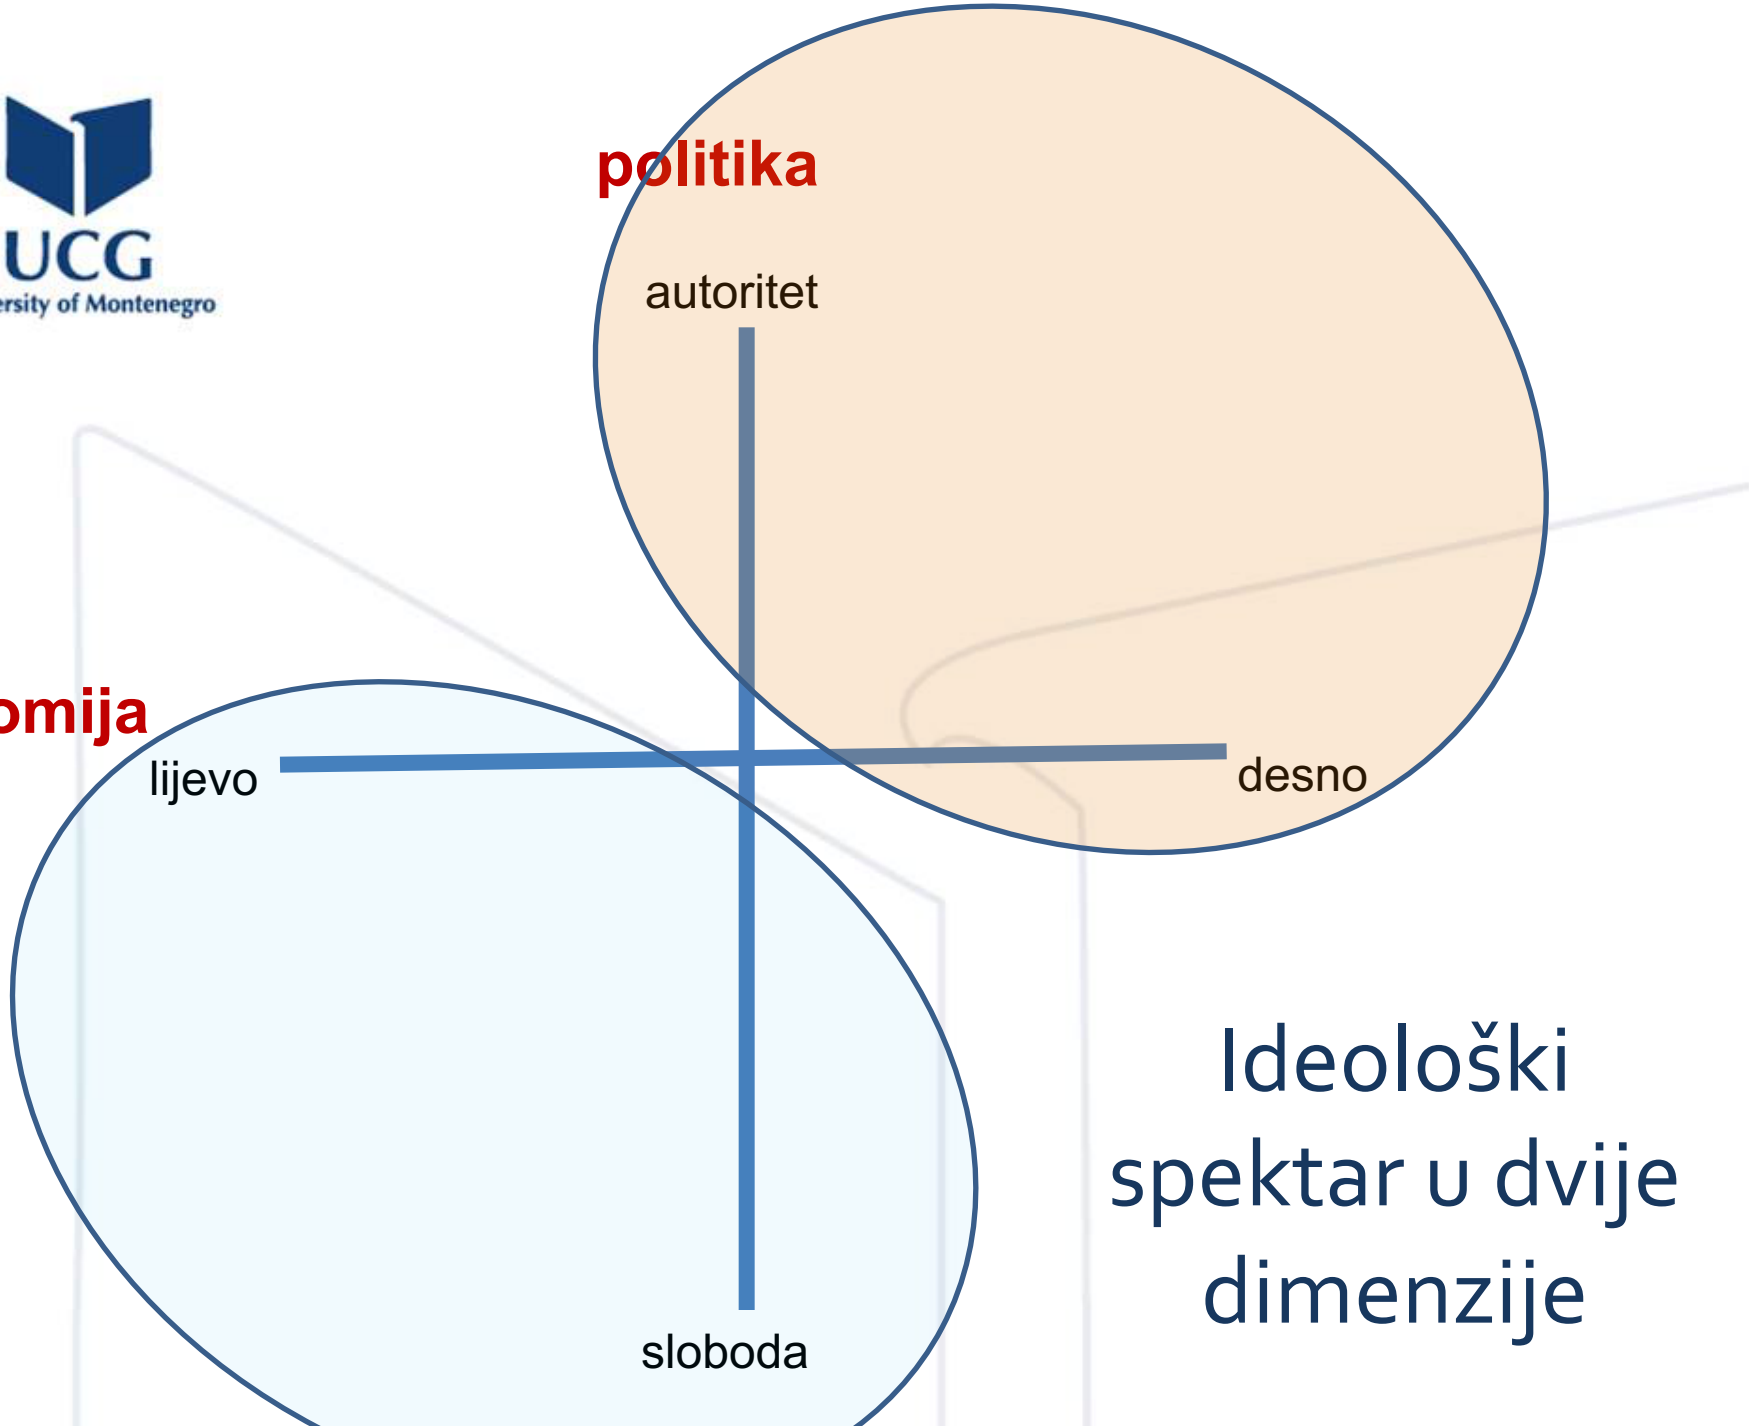 politika
UCG
ersity of Montenegro
autoritet
omija
lijevo
desno
Ideološki
spektar u dvije
dimenzije
sloboda